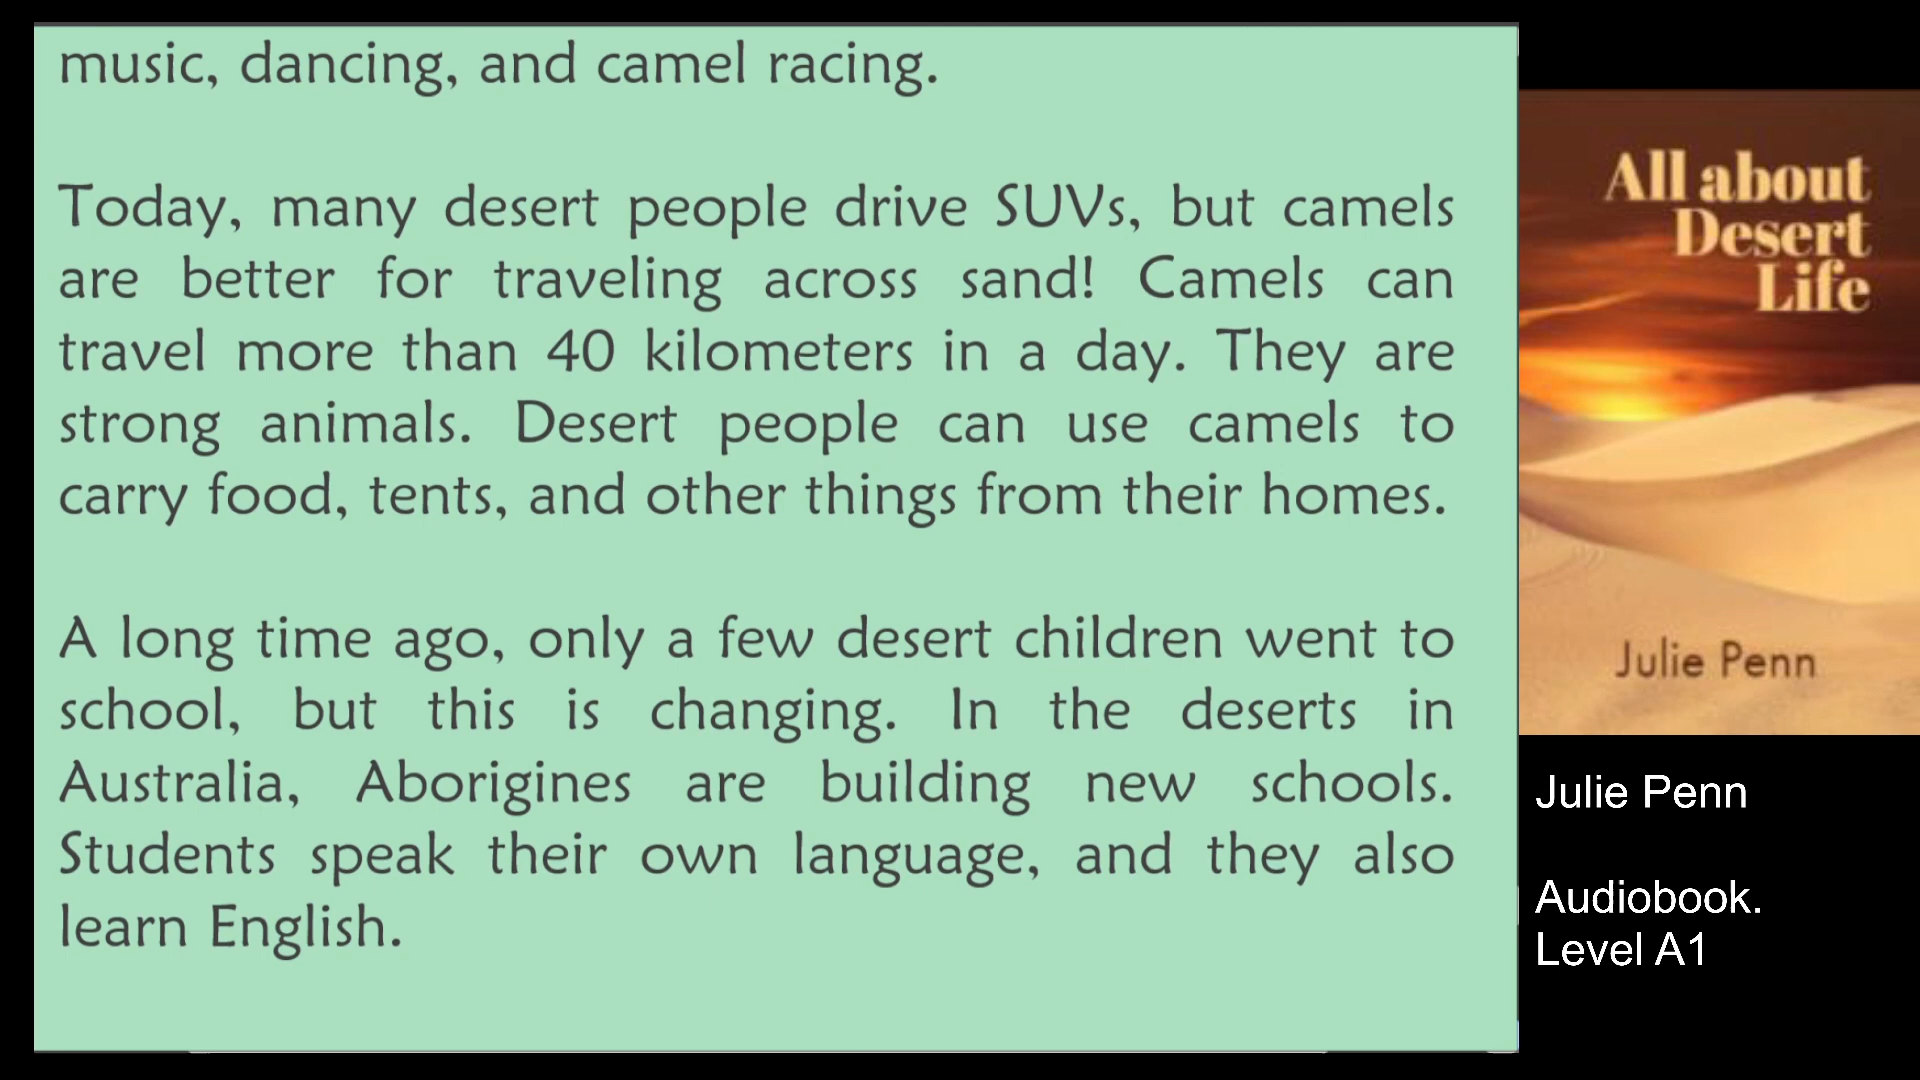 music, dancing, and camel racing.
Today, many desert people drive SUVs, but camels
are better for traveling across sand! Camels can
travel more than 40 kilometers in a day. They are
strong animals. Desert people can use camels to
carry food, tents, and other things from their homes.
A long time ago, only a few desert children went to
school, but this is changing. In the deserts in
Australia, Aborigines are building new schools.
Students speak their own language, and they also
learn English.
All about
Desert
Life
Julie Penn
Julie Penn
Audiobook.
Level A1